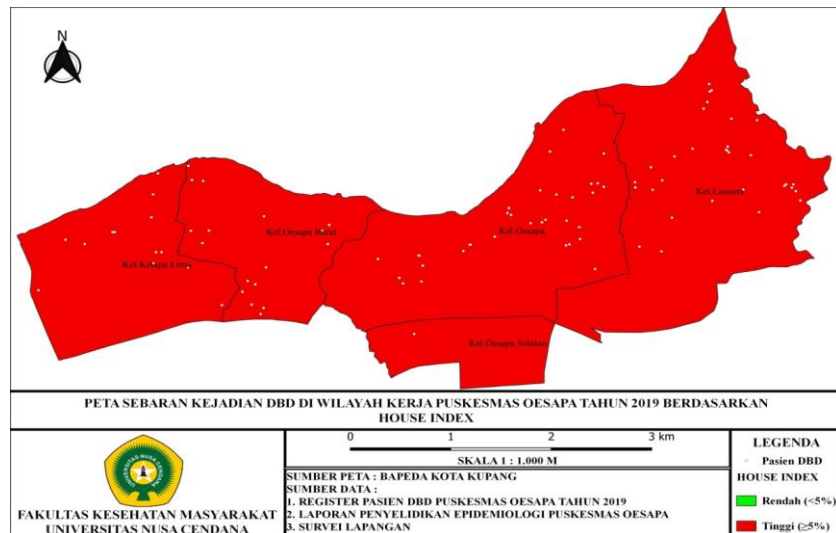 N
Kel.Lasiana
Kel.Oesapa Barat
Kel.Oesapa
Kel.Kelapa Lima
Kel.Oesapa Selatan
PETA SEBARAN KEJADIAN DBD DI WILAYAH KERJA PUSKESMAS OESAPA TAHUN 2019 BERDASARKAN
HOUSE INDEX
UNIVERSITAS NUSA CENDANA
FAKULTAS KESEHATAN MASYARAKAT
UNIVERSITAS NUSA CENDANA
0 1 2 3 km
SKALA 1 : 1.000 M
SUMBER PETA : BAPEDA KOTA KUPANG
SUMBER DATA :
1. REGISTER PASIEN DBD PUSKESMAS OESAPA TAHUN 2019
2. LAPORAN PENYELIDIKAN EPIDEMIOLOGI PUSKESMAS OESAPA
3. SURVEI LAPANGAN
LEGENDA
Pasien DBD
HOUSE INDEX
Rendah (<5%)
Tinggi (≥5%)